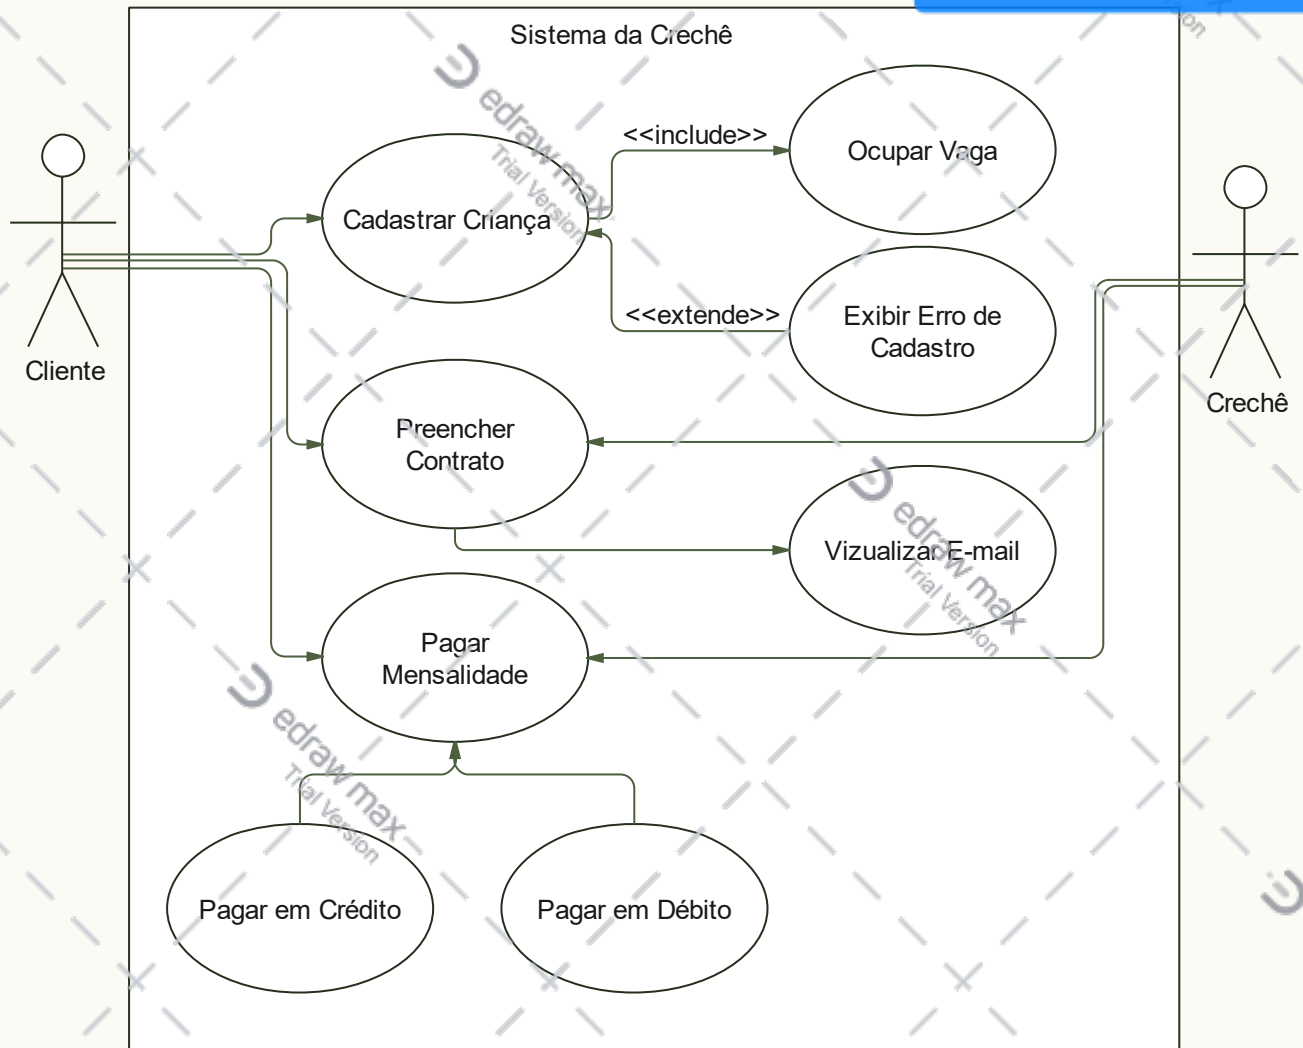 Sistema da Crechê
<<include>>
Ocupar Vaga
Cadastrar Criança
<<extende>>
Exibir Erro de
Cadastro
Cliente
Crechê
Preencher
Contrato
Vizualizar E-mail
Pagar
Mensalidade
Pagar em Crédito
Pagar em Débito
edraw max
Trial Version
edraw max
Trial Version
edraw max
Trial Version